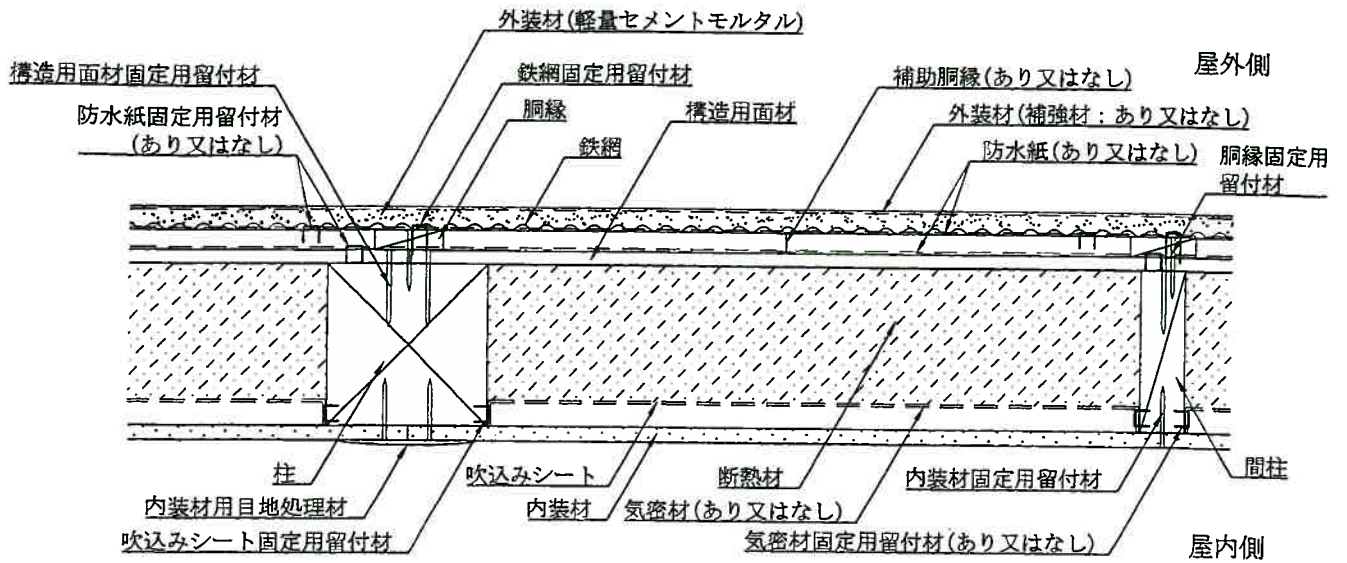 外装材(軽量セメントモルタル)
屋外側
構造用面材固定用留付材
鉄網固定用留付材
補助胴縁(あり又はなし)
防水紙固定用留付材
(あり又はなし)
胴縁
構造用面材
外装材(補強材：あり又はなし)
鉄網
防水紙(あり又はなし)
胴縁固定用
留付材
柱
吹込みシート
断熱材
内装材固定用留付材
間柱
内装材用目地処理材
内装材
気密材(あり又はなし)
吹込みシート固定用留付材
気密材固定用留付材(あり又はなし)
屋内側